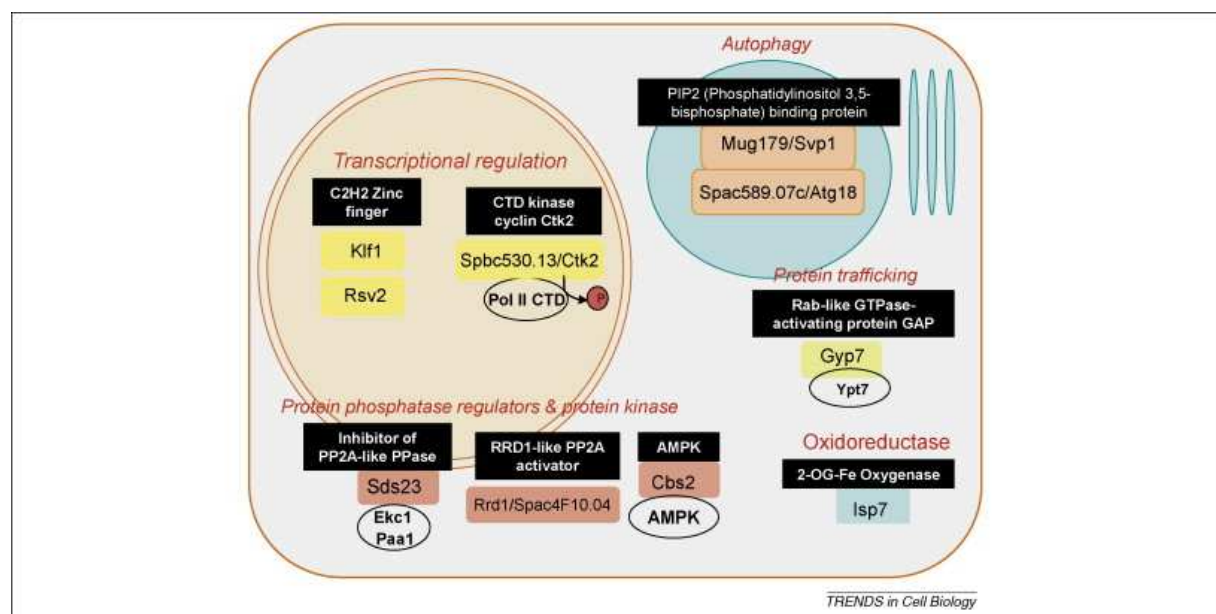 Autophagy
PIP2 (Phosphatidylinositol 3,5-
bisphosphate) binding protein
Mug179/Svp1
Spac589.07c/Atg18
Transcriptional regulation
C2H2 Zinc
finger
Klf1
Rsv2
CTD kinase
cyclin Ctk2
Spbc530.13/Ctk2
Pol II CTD
P
Protein trafficking
Rab-like GTPase-
activating protein GAP
Gyp7
Ypt7
Protein phosphatase regulators & protein kinase
Inhibitor of
PP2A-like PPase
Sds23
Ekc1
Paa1
RRD1-like PP2A
activator
Rrd1/Spac4F10.04
AMPK
Cbs2
AMPK
Oxidoreductase
2-OG-Fe Oxygenase
Isp7
TRENDS in Cell Biology